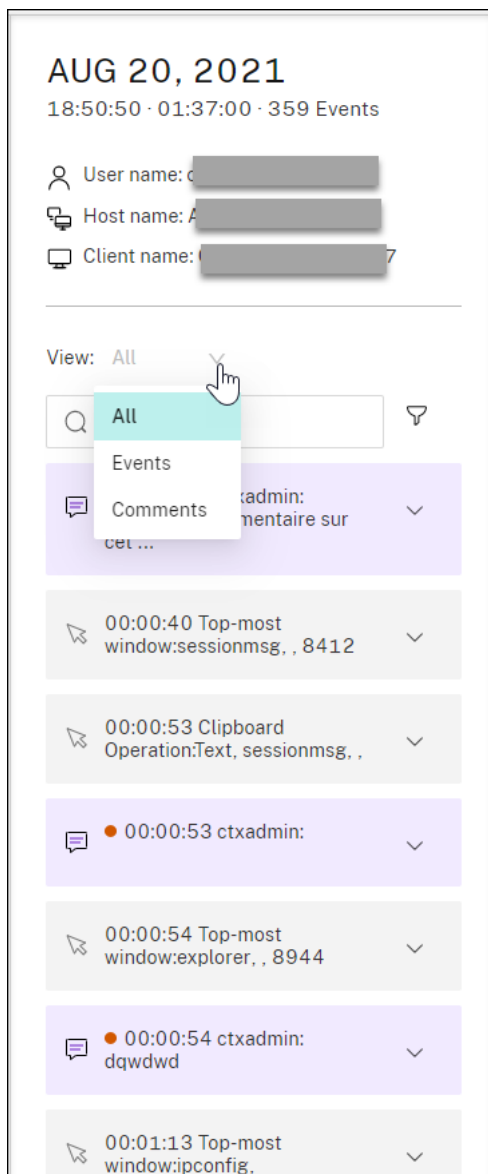 AUG 20, 2021
18:50:50 · 01:37:00 · 359 Events
User name:
Host name:
Client name: 7
View: All
All
Events
Comments
xadmin:
mentaire sur
cet ...
00:00:40 Top-most
window:sessionmsg, , 8412
00:00:53 Clipboard
Operation:Text, sessionmsg, ,
00:00:53 ctxadmin:
00:00:54 Top-most
window:explorer, , 8944
00:00:54 ctxadmin:
dqwdwd
00:01:13 Top-most
window:ipconfig,